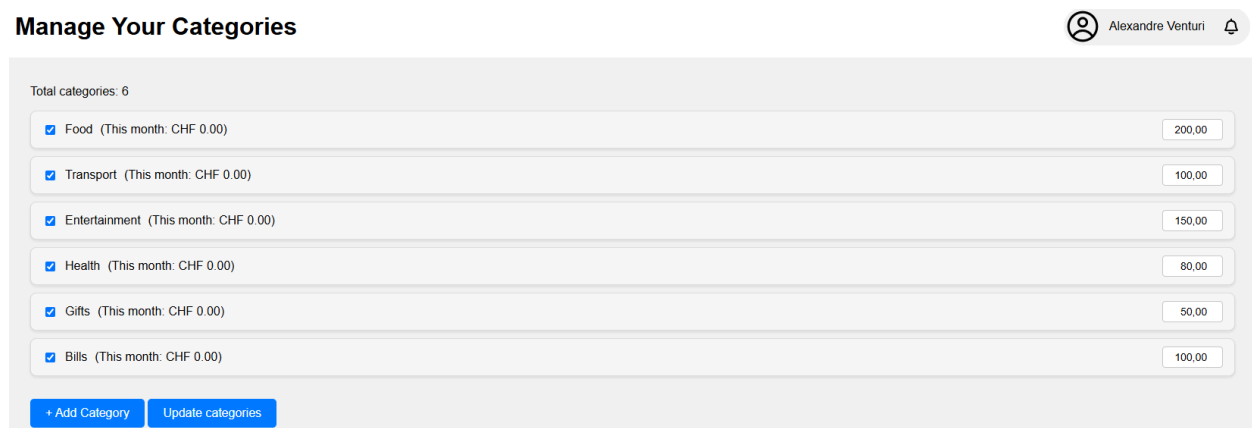 Manage Your Categories
Alexandre Venturi
Total categories: 6
Food (This month: CHF 0.00) 200,00
Transport (This month: CHF 0.00) 100,00
Entertainment (This month: CHF 0.00) 150,00
Health (This month: CHF 0.00) 80,00
Gifts (This month: CHF 0.00) 50,00
Bills (This month: CHF 0.00) 100,00
+ Add Category Update categories